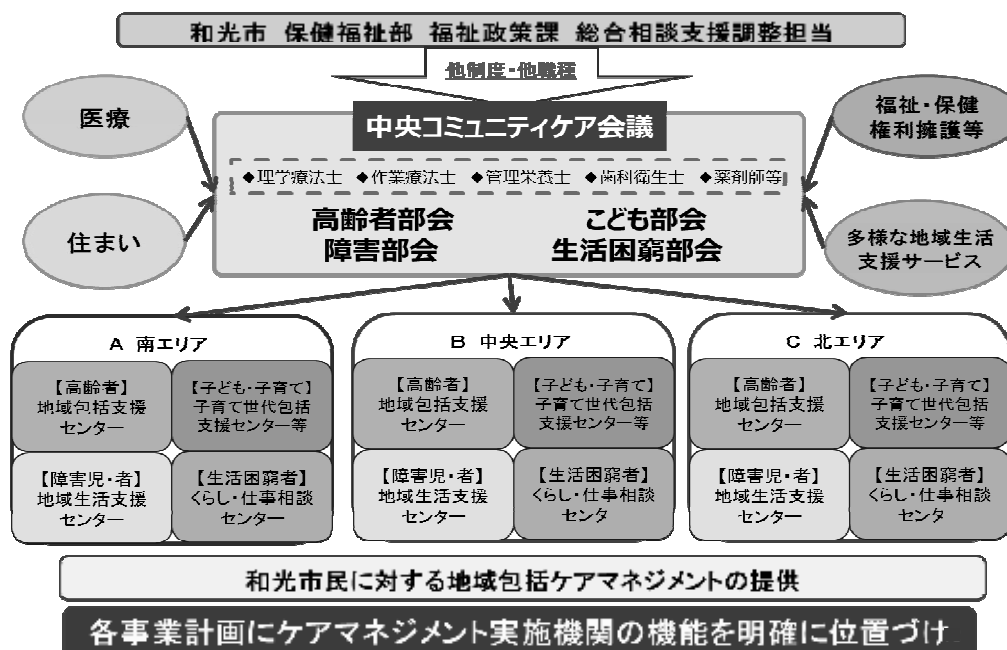 和光市 保健福祉部 福祉政策課 総合相談支援調整担当
他制度・他職種
医療
住まい
中央コミュニティケア会議
◆理学療法士 ◆作業療法士 ◆管理栄養士 ◆歯科衛生士 ◆薬剤師等
高齢者部会 こども部会
障害部会 生活困窮部会
福祉・保健
権利擁護等
多様な地域生活
支援サービス
A 南エリア
【高齢者】
地域包括支援
センター
【子ども・子育て】
子育て世代包括
支援センター等
【障害児・者】
地域生活支援
センター
【生活困窮者】
くらし・仕事相談
センター
B 中央エリア
【高齢者】
地域包括支援
センター
【子ども・子育て】
子育て世代包括
支援センター等
【障害児・者】
地域生活支援
センター
【生活困窮者】
くらし・仕事相談
センタ
C 北エリア
【高齢者】
地域包括支援
センター
【子ども・子育て】
子育て世代包括
支援センター等
【障害児・者】
地域生活支援
センター
【生活困窮者】
くらし・仕事相談
センタ
和光市民に対する地域包括ケアマネジメントの提供
各事業計画にケアマネジメント実施機関の機能を明確に位置づけ